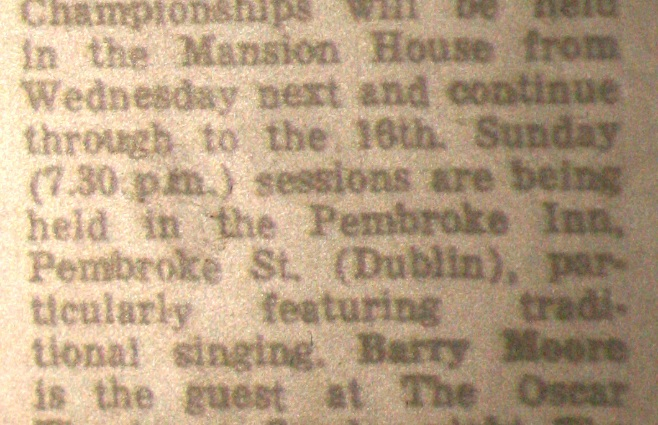 Championships will be held
in the Mansion House from
Wednesday next and continue
through to the 16th. Sunday
(7.30 p.m.) sessions are being
held in the Pembroke Inn,
Pembroke St. (Dublin), par-
ticularly featuring tradi-
tional singing. Barry Moore
is the guest at The Oscar